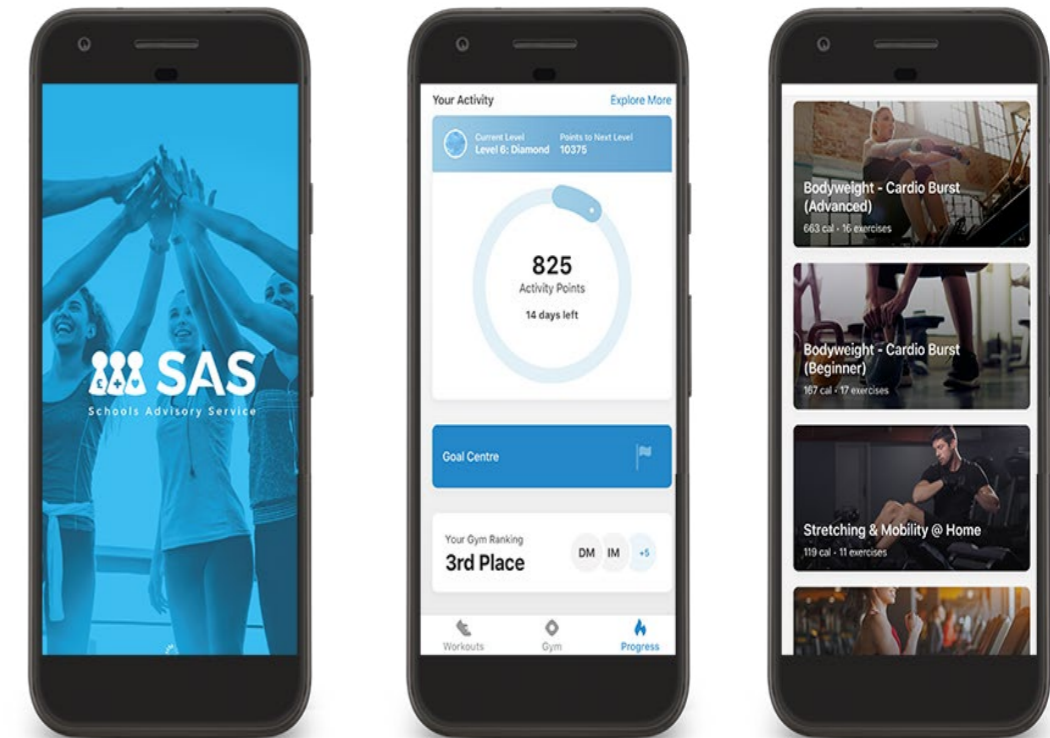 £
SAS
Schools Advisory Service
Your Activity Explore More
Current Level Points to Next Level
Level 6: Diamond 10375
825
Activity Points
14 days left
Goal Centre
Your Gym Ranking
3rd Place
DM IM +5
Workouts Gym Progress
Bodyweight - Cardio Burst
(Advanced)
663 cal • 16 exercises
Bodyweight - Cardio Burst
(Beginner)
167 cal • 17 exercises
Stretching & Mobility @ Home
119 cal • 11 exercises